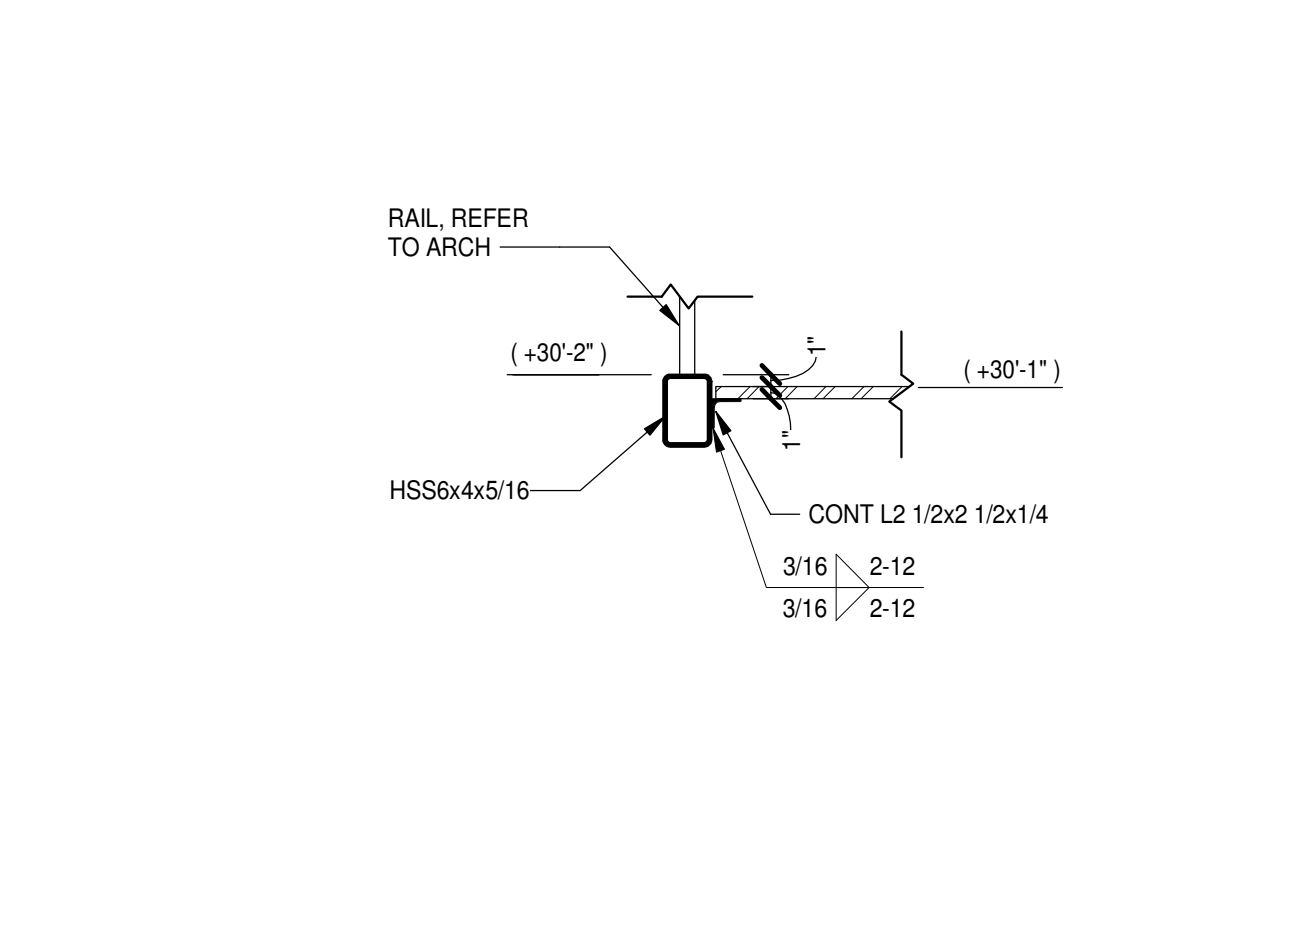 RAIL, REFER
TO ARCH
1"
( +30'-2" )
( +30'-1" )
1"
HSS6x4x5/16
CONT L2 1/2x2 1/2x1/4
3/16 2-12
3/16 2-12